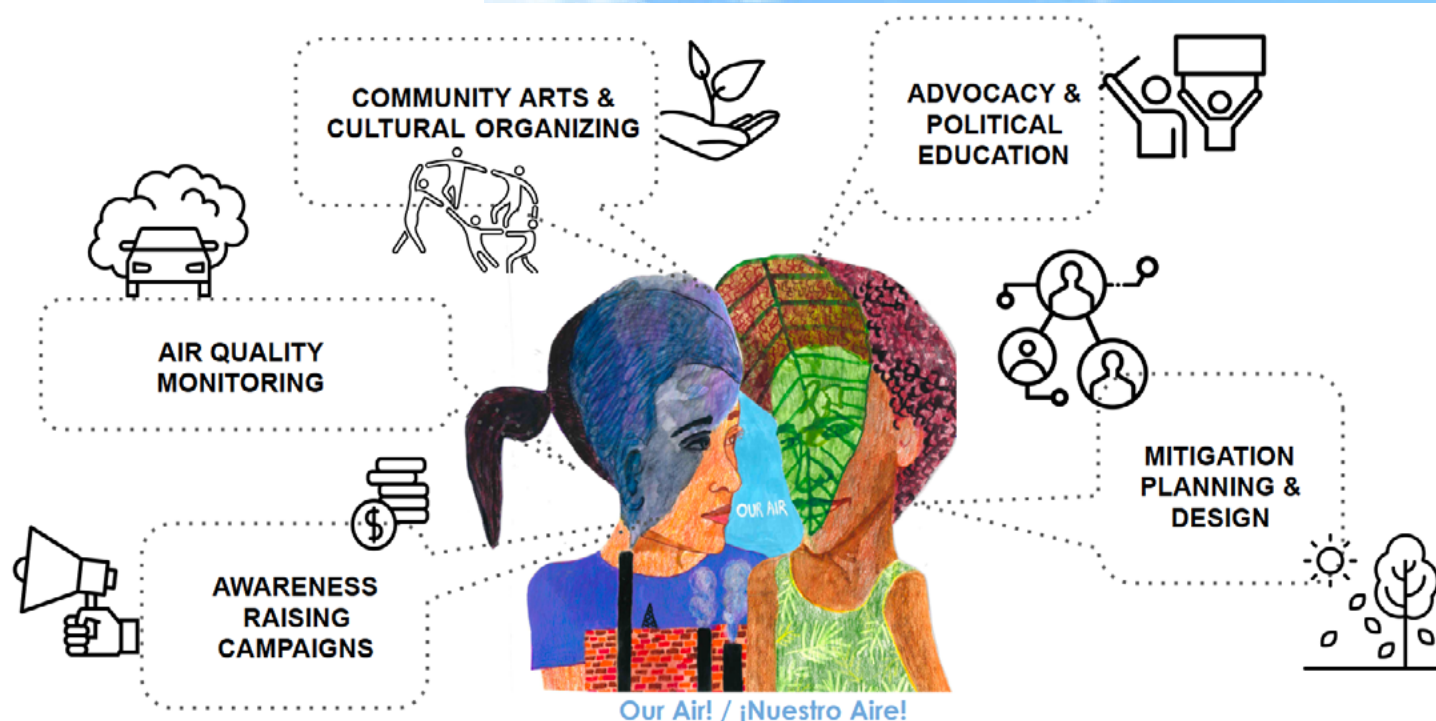 COMMUNITY ARTS &
CULTURAL ORGANIZING
ADVOCACY &
POLITICAL
EDUCATION
AIR QUALITY
MONITORING
MITIGATION
PLANNING &
DESIGN
OUR AIR
$
AWARENESS
RAISING
CAMPAIGNS
Our Air! / ¡Nuestro Aire!